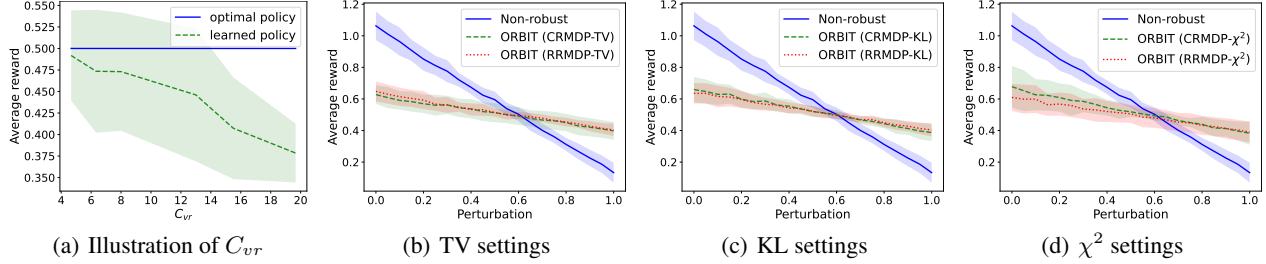 0.550
0.525
0.500
0.475
0.450
0.425
0.400
0.375
0.350
Average reward
optimal policy
learned policy
4 6 8 10 12 14 16 18 20
C_{vr}
(a) Illustration of C_{vr}
1.2
1.0
0.8
0.6
0.4
0.2
Average reward
Non-robust
ORBIT (CRMDP-TV)
ORBIT (RRMDP-TV)
0.0 0.2 0.4 0.6 0.8 1.0
Perturbation
(b) TV settings
1.2
1.0
0.8
0.6
0.4
0.2
Average reward
Non-robust
ORBIT (CRMDP-KL)
ORBIT (RRMDP-KL)
0.0 0.2 0.4 0.6 0.8 1.0
Perturbation
(c) KL settings
1.2
1.0
0.8
0.6
0.4
0.2
Average reward
Non-robust
ORBIT (CRMDP-χ²)
ORBIT (RRMDP-χ²)
0.0 0.2 0.4 0.6 0.8 1.0
Perturbation
(d) χ² settings